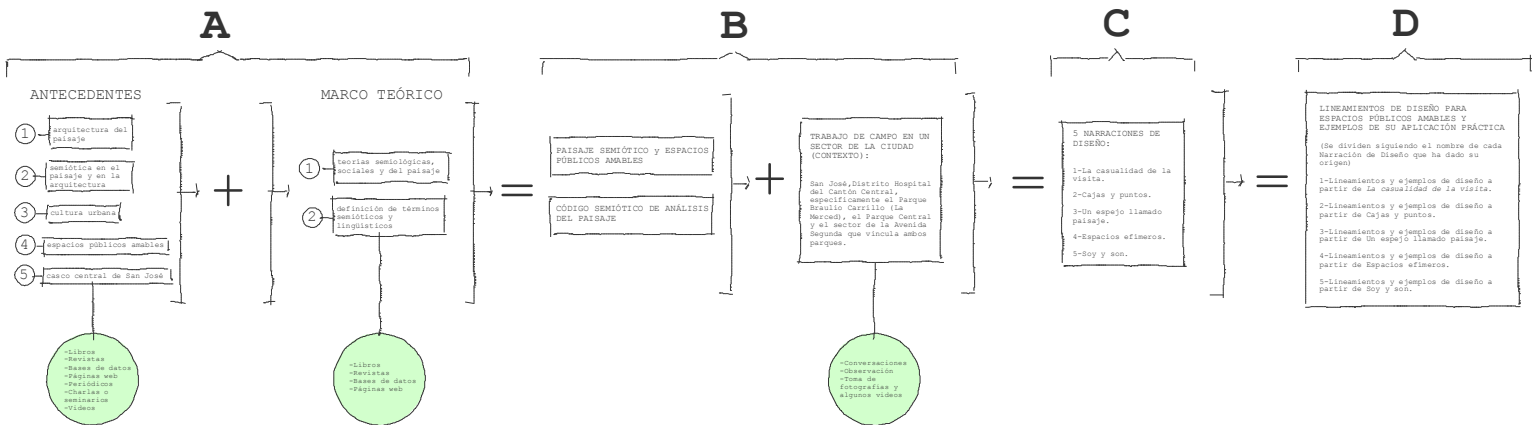 A
B
C
D
ANTECEDENTES
1
arquitectura del
paisaje
2
semiótica en el
paisaje y en la
arquitectura
3
cultura urbana
4
espacios públicos amables
5
casco central de San José
-Libros
-Revistas
-Bases de datos
-Páginas web
-Periódicos
-Charlas o
seminarios
-Videos
+
MARCO TEÓRICO
1
teorías semiológicas,
sociales y del paisaje
2
definición de términos
semióticos y
lingüísticos
-Libros
-Revistas
-Bases de datos
-Páginas web
=
PAISAJE SEMIÓTICO y ESPACIOS
PÚBLICOS AMABLES
CÓDIGO SEMIÓTICO DE ANÁLISIS
DEL PAISAJE
+
TRABAJO DE CAMPO EN UN
SECTOR DE LA CIUDAD
(CONTEXTO):
San José,Distrito Hospital
del Cantón Central,
específicamente el Parque
Braulio Carrillo (La
Merced), el Parque Central
y el sector de la Avenida
Segunda que vincula ambos
parques.
-Conversaciones
-Observación
-Toma de
fotografías y
algunos videos
=
5 NARRACIONES DE
DISEÑO:
1-La casualidad de la
visita.
2-Cajas y puntos.
3-Un espejo llamado
paisaje.
4-Espacios efímeros.
5-Soy y son.
=
LINEAMIENTOS DE DISEÑO PARA
ESPACIOS PÚBLICOS AMABLES Y
EJEMPLOS DE SU APLICACIÓN PRÁCTICA
(Se dividen siguiendo el nombre de cada
Narración de Diseño que ha dado su
origen)
1-Lineamientos y ejemplos de diseño a
partir de La casualidad de la visita.
2-Lineamientos y ejemplos de diseño a
partir de Cajas y puntos.
3-Lineamientos y ejemplos de diseño a
partir de Un espejo llamado paisaje.
4-Lineamientos y ejemplos de diseño a
partir de Espacios efímeros.
5-Lineamientos y ejemplos de diseño a
partir de Soy y son.